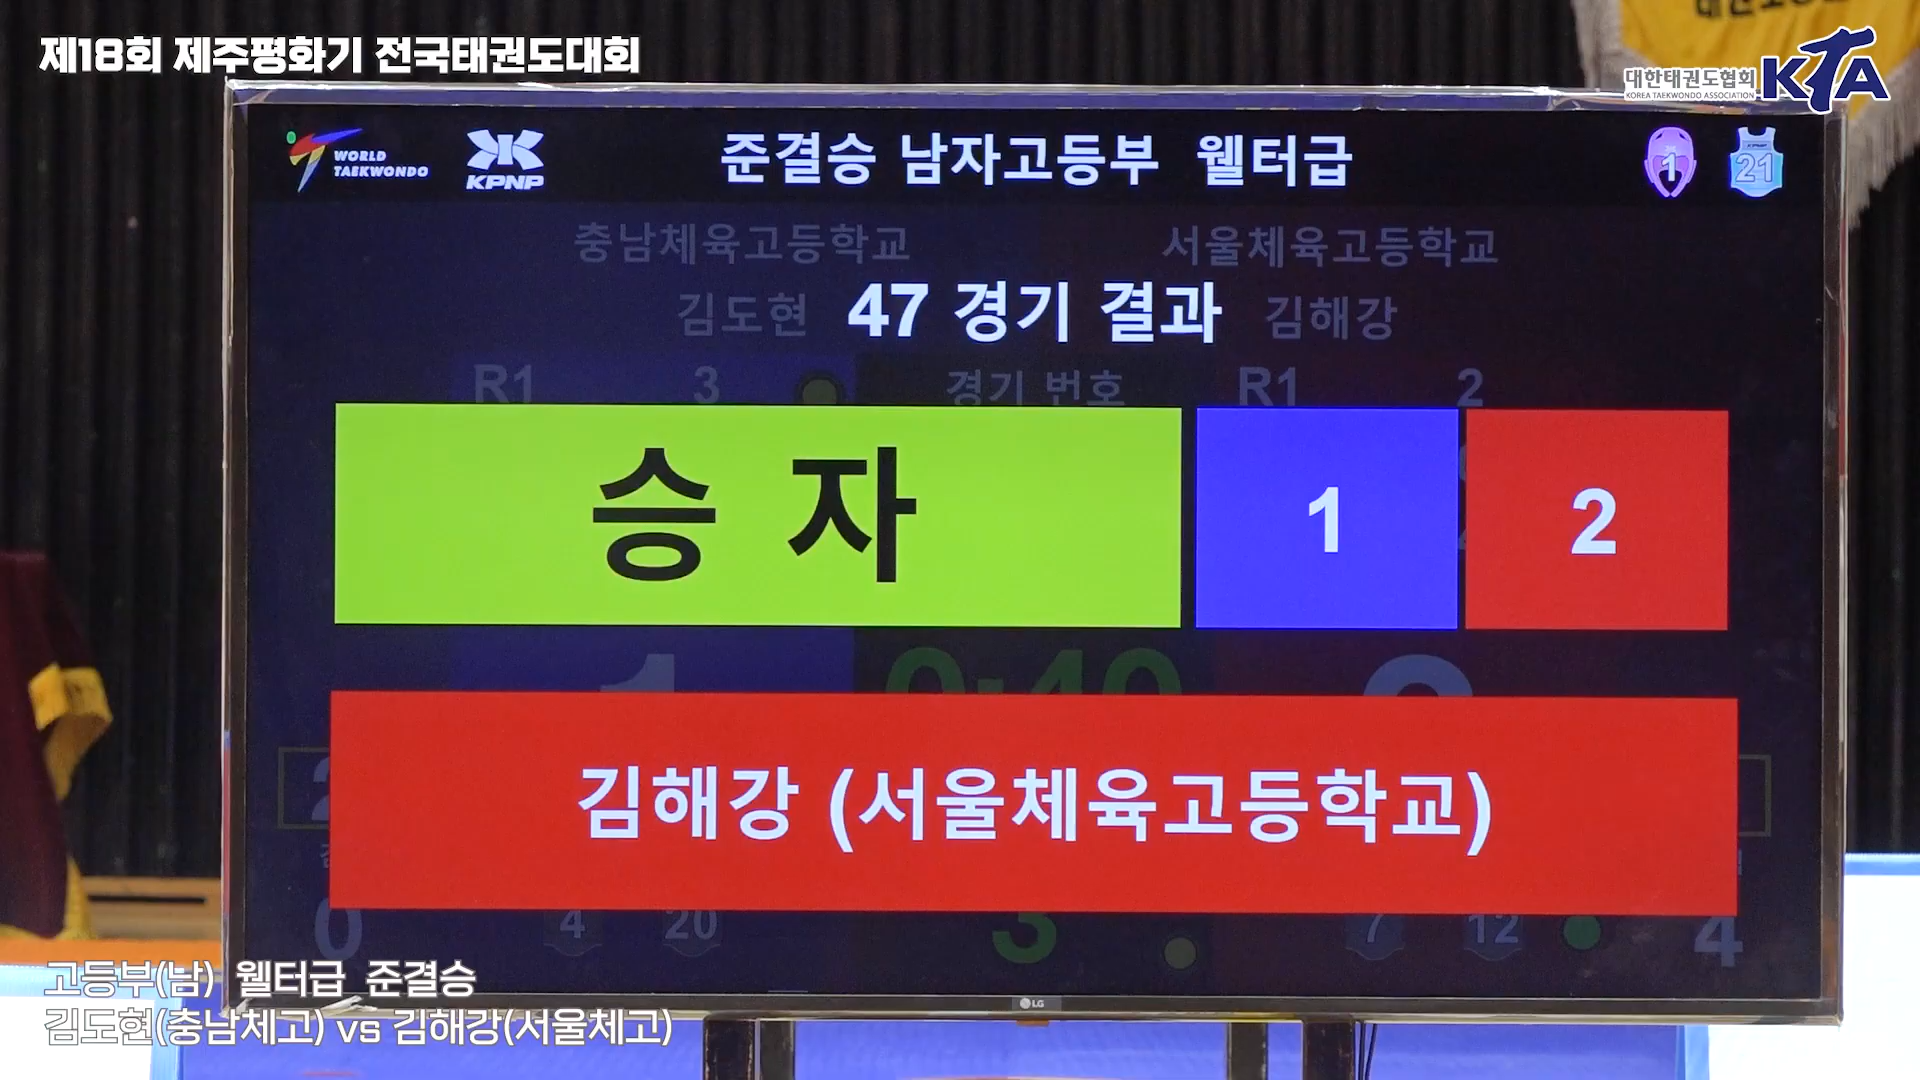 제18회 제주평화기 전국태권도대회
대한태권도협회
KOREA TAEKWONDO ASSOCIATION
KTA
WORLD
TAEKWONDO
KPNP
준결승 남자고등부 웰터급
1
21
충남체육고등학교
서울체육고등학교
김도현
47 경기 결과
김해강
R1 3
경기 번호
R1 2
승 자
1
2
0:40
김해강 (서울체육고등학교)
0
4
20
3
7
12
4
LG
고등부(남) 웰터급 준결승
김도현(충남체고) vs 김해강(서울체고)